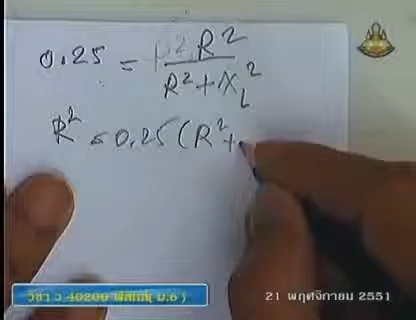 0.25 = R²
R² + X_L²
R² = 0.25 (R² +
วิชา ว 40206 ฟิสิกส์ ( ม.6 )
21 พฤศจิกายน 2551